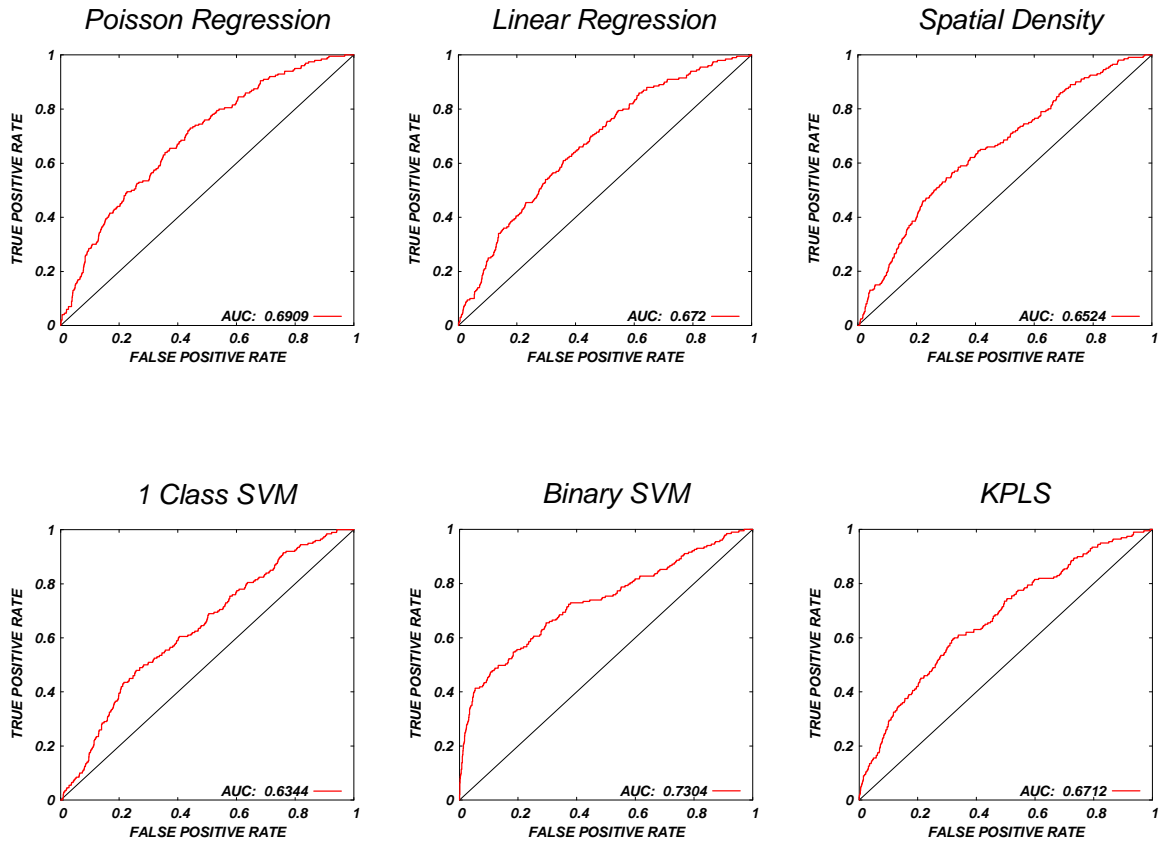 Poisson Regression
1
0.8
0.6
0.4
0.2
0
TRUE POSITIVE RATE
AUC: 0.6909
0 0.2 0.4 0.6 0.8 1
FALSE POSITIVE RATE
Linear Regression
1
0.8
0.6
0.4
0.2
0
TRUE POSITIVE RATE
AUC: 0.672
0 0.2 0.4 0.6 0.8 1
FALSE POSITIVE RATE
Spatial Density
1
0.8
0.6
0.4
0.2
0
TRUE POSITIVE RATE
AUC: 0.6524
0 0.2 0.4 0.6 0.8 1
FALSE POSITIVE RATE
1 Class SVM
1
0.8
0.6
0.4
0.2
0
TRUE POSITIVE RATE
AUC: 0.6344
0 0.2 0.4 0.6 0.8 1
FALSE POSITIVE RATE
Binary SVM
1
0.8
0.6
0.4
0.2
0
TRUE POSITIVE RATE
AUC: 0.7304
0 0.2 0.4 0.6 0.8 1
FALSE POSITIVE RATE
KPLS
1
0.8
0.6
0.4
0.2
0
TRUE POSITIVE RATE
AUC: 0.6712
0 0.2 0.4 0.6 0.8 1
FALSE POSITIVE RATE